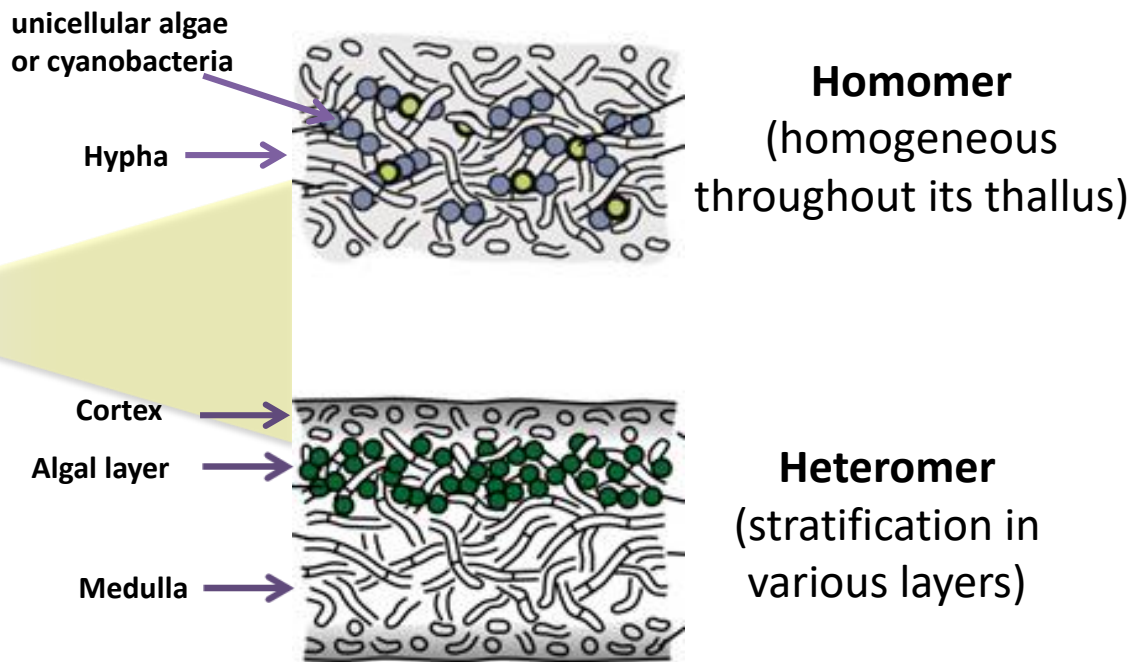 unicellular algae
or cyanobacteria
Hypha
Homomer
(homogeneous
throughout its thallus)
Cortex
Algal layer
Medulla
Heteromer
(stratification in
various layers)